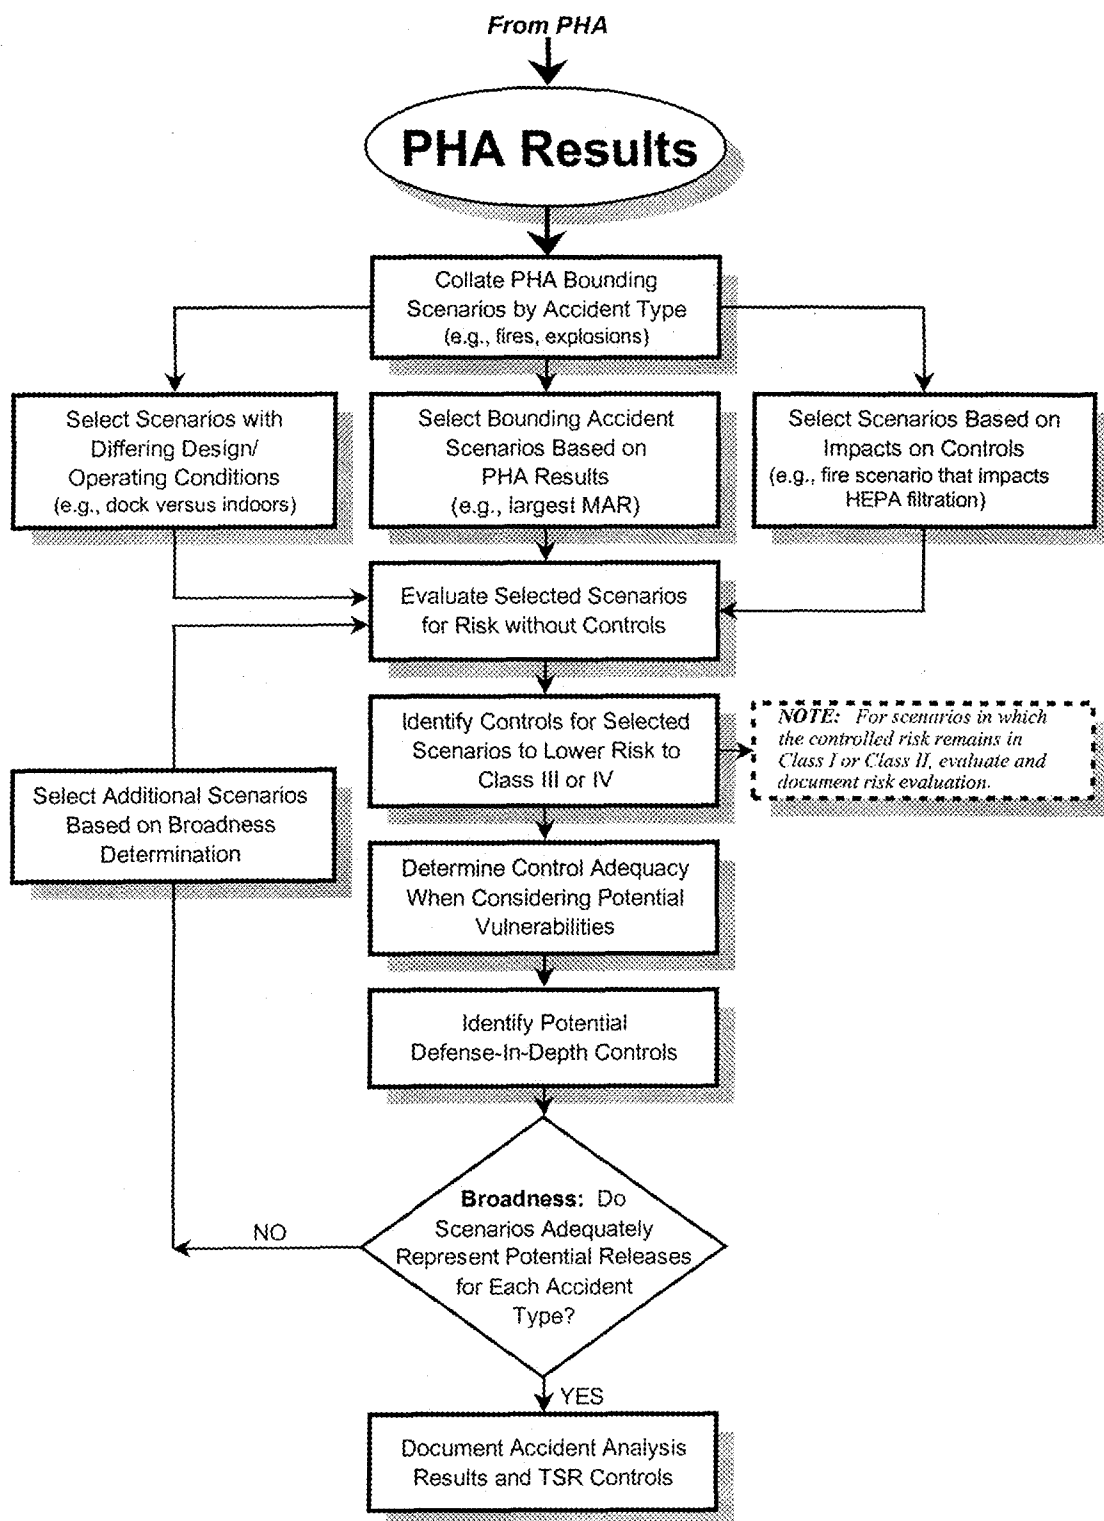 From PHA
PHA Results
Collate PHA Bounding
Scenarios by Accident Type
(e.g., fires, explosions)
Select Scenarios with
Differing Design/
Operating Conditions
(e.g., dock versus indoors)
Select Bounding Accident
Scenarios Based on
PHA Results
(e.g., largest MAR)
Select Scenarios Based on
Impacts on Controls
(e.g., fire scenario that impacts
HEPA filtration)
Evaluate Selected Scenarios
for Risk without Controls
Identify Controls for Selected
Scenarios to Lower Risk to
Class III or IV
NOTE: For scenarios in which
the controlled risk remains in
Class I or Class II, evaluate and
document risk evaluation.
Select Additional Scenarios
Based on Broadness
Determination
Determine Control Adequacy
When Considering Potential
Vulnerabilities
Identify Potential
Defense-In-Depth Controls
Broadness: Do
Scenarios Adequately
Represent Potential Releases
for Each Accident
Type?
NO
YES
Document Accident Analysis
Results and TSR Controls